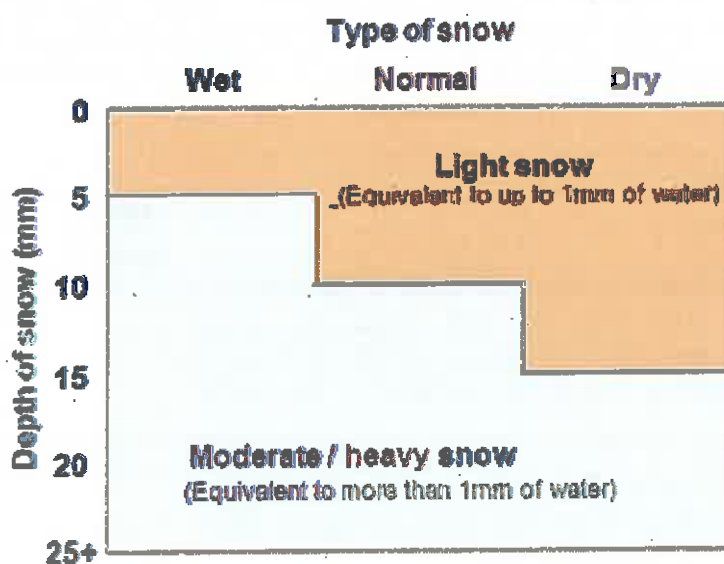 Type of snow
Wet Normal Dry
0
Light snow
(Equivalent to up to 1mm of water)
5
10
Depth of snow (mm)
15
Moderate / heavy snow
20
(Equivalent to more than 1mm of water)
25+